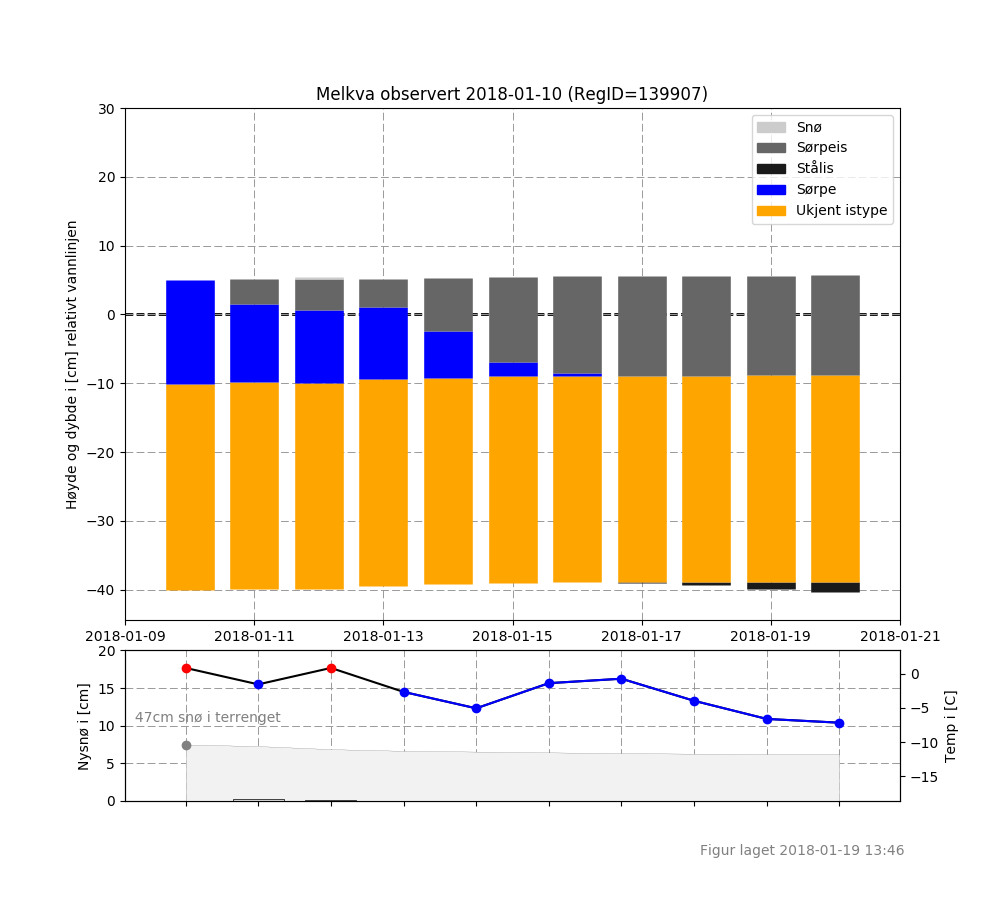 Melkva observert 2018-01-10 (RegID=139907)
30
20
10
0
−10
−20
−30
−40
Høyde og dybde i [cm] relativt vannlinjen
Snø
Sørpeis
Stålis
Sørpe
Ukjent istype
2018-01-09 2018-01-11 2018-01-13 2018-01-15 2018-01-17 2018-01-19 2018-01-21
20
15
10
5
0
Nysnø i [cm]
47cm snø i terrenget
0
−5
−10
−15
Temp i [C]
Figur laget 2018-01-19 13:46